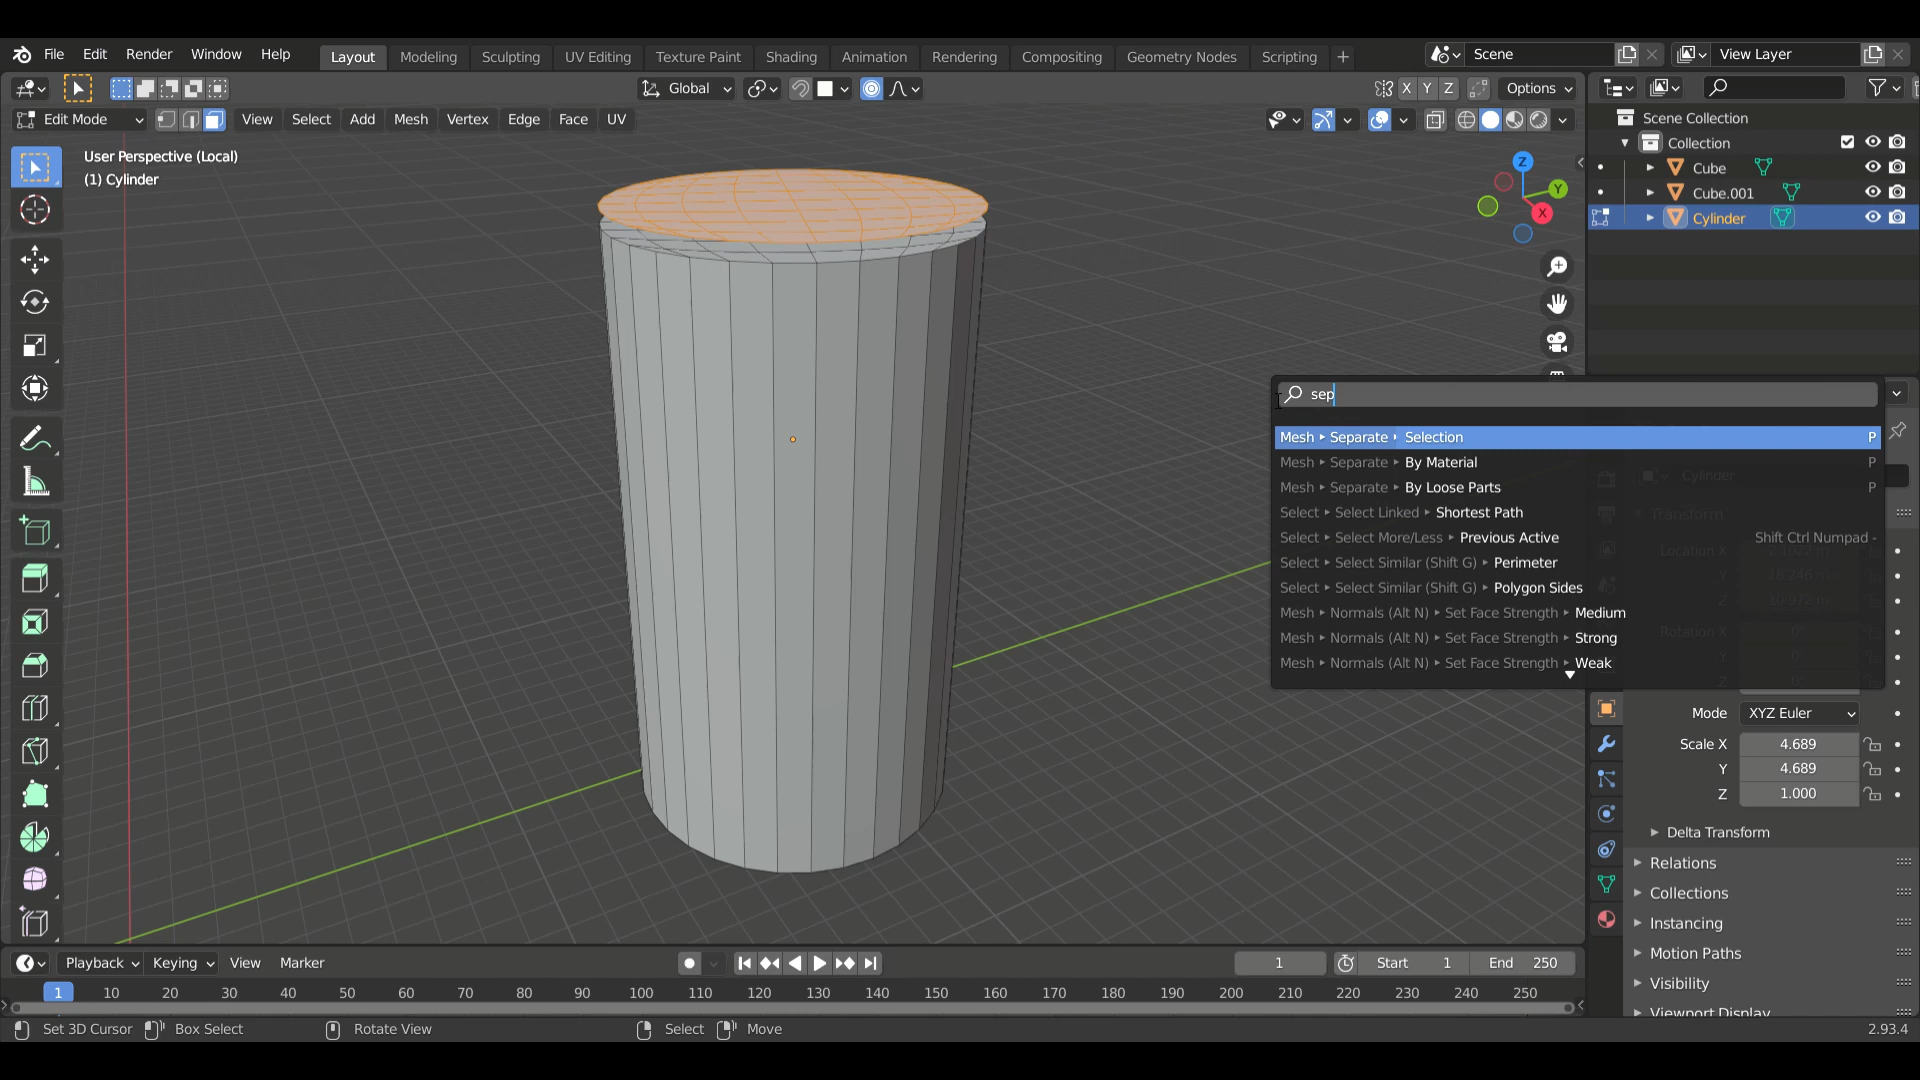 File Edit Render Window Help Layout Modeling Sculpting UV Editing Texture Paint Shading Animation Rendering Compositing Geometry Nodes Scripting + Scene View Layer
Global X Y Z Options
Edit Mode View Select Add Mesh Vertex Edge Face UV
User Perspective (Local)
(1) Cylinder
Z
Y
X
Scene Collection
Collection
Cube
Cube.001
Cylinder
sep
Mesh Separate Selection P
Mesh Separate By Material P
Mesh Separate By Loose Parts P
Select Select Linked Shortest Path
Select Select More/Less Previous Active Shift Ctrl Numpad -
Select Select Similar (Shift G) Perimeter
Select Select Similar (Shift G) Polygon Sides
Mesh Normals (Alt N) Set Face Strength Medium
Mesh Normals (Alt N) Set Face Strength Strong
Mesh Normals (Alt N) Set Face Strength Weak
Cylinder
Transform
Location X
Y
Z
Rotation X
Y
Z
Mode XYZ Euler
Scale X 4.689
Y 4.689
Z 1.000
Delta Transform
Relations
Collections
Instancing
Motion Paths
Visibility
Viewport Display
Playback Keying View Marker 1 Start 1 End 250
1 10 20 30 40 50 60 70 80 90 100 110 120 130 140 150 160 170 180 190 200 210 220 230 240 250
Set 3D Cursor Box Select Rotate View Select Move 2.93.4